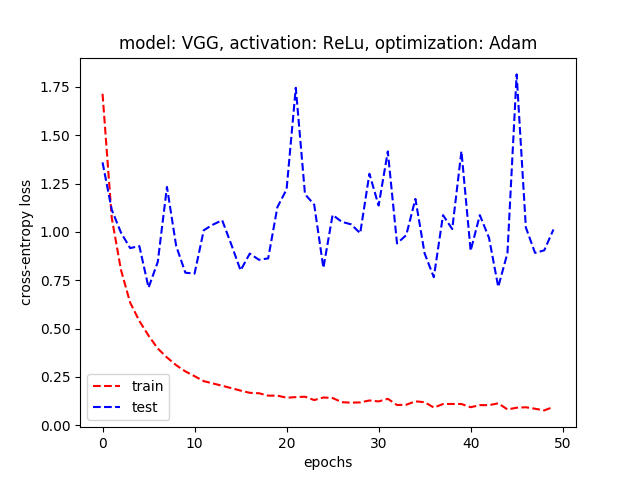 model: VGG, activation: ReLu, optimization: Adam
1.75
1.50
1.25
1.00
0.75
0.50
0.25
0.00
cross-entropy loss
train
test
0 10 20 30 40 50
epochs